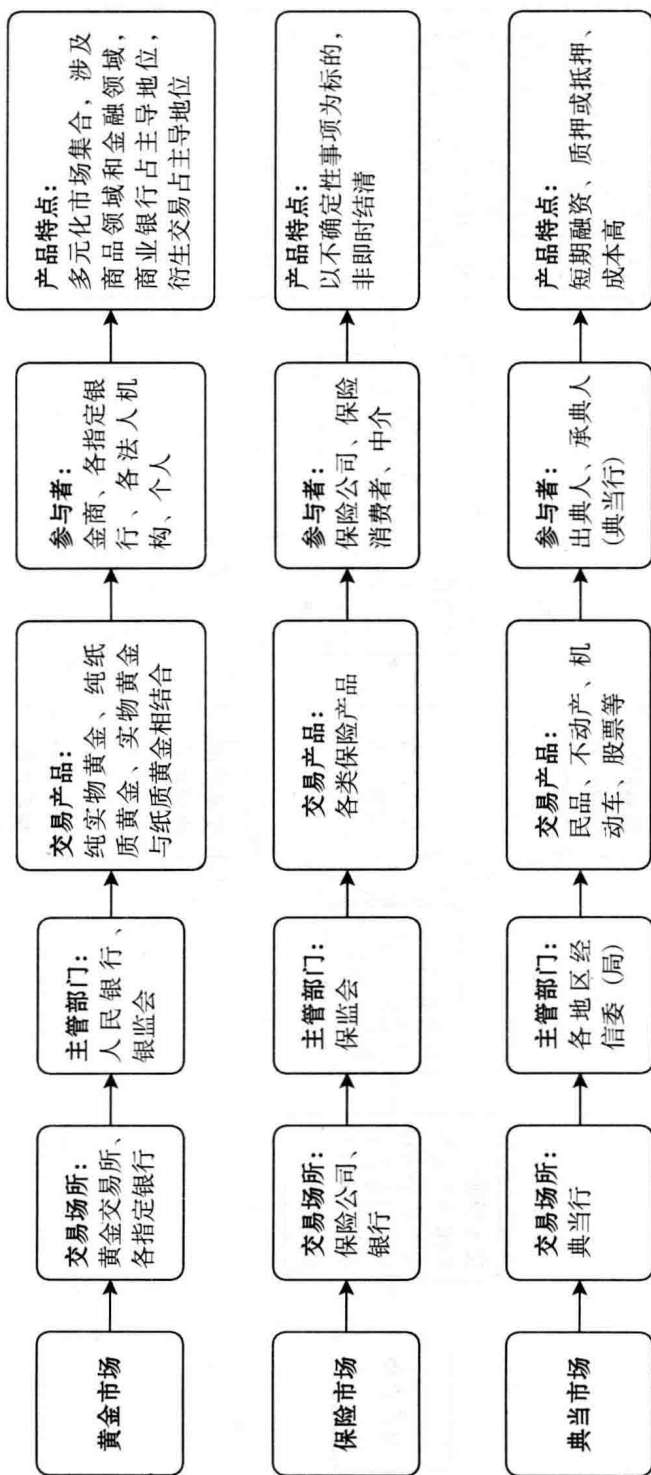 黄金市场
交易场所：
黄金交易所、
各指定银行
主管部门：
人民银行、
银监会
交易产品：
纯实物黄金、纯纸
质黄金、实物黄金
与纸质黄金相结合
参与者：
金商、各指定银
行、各法人机
构、个人
产品特点：
多元化市场集合，涉及
商品领域和金融领域，
商业银行占主导地位，
衍生交易占主导地位
保险市场
交易场所：
保险公司、
银行
主管部门：
保监会
交易产品：
各类保险产品
参与者：
保险公司、保险
消费者、中介
产品特点：
以不确定性事项为标的，
非即时结清
典当市场
交易场所：
典当行
主管部门：
各地区经
信委（局）
交易产品：
民品、不动产、机
动车、股票等
参与者：
出典人、承典人
（典当行）
产品特点：
短期融资、质押或抵押、
成本高